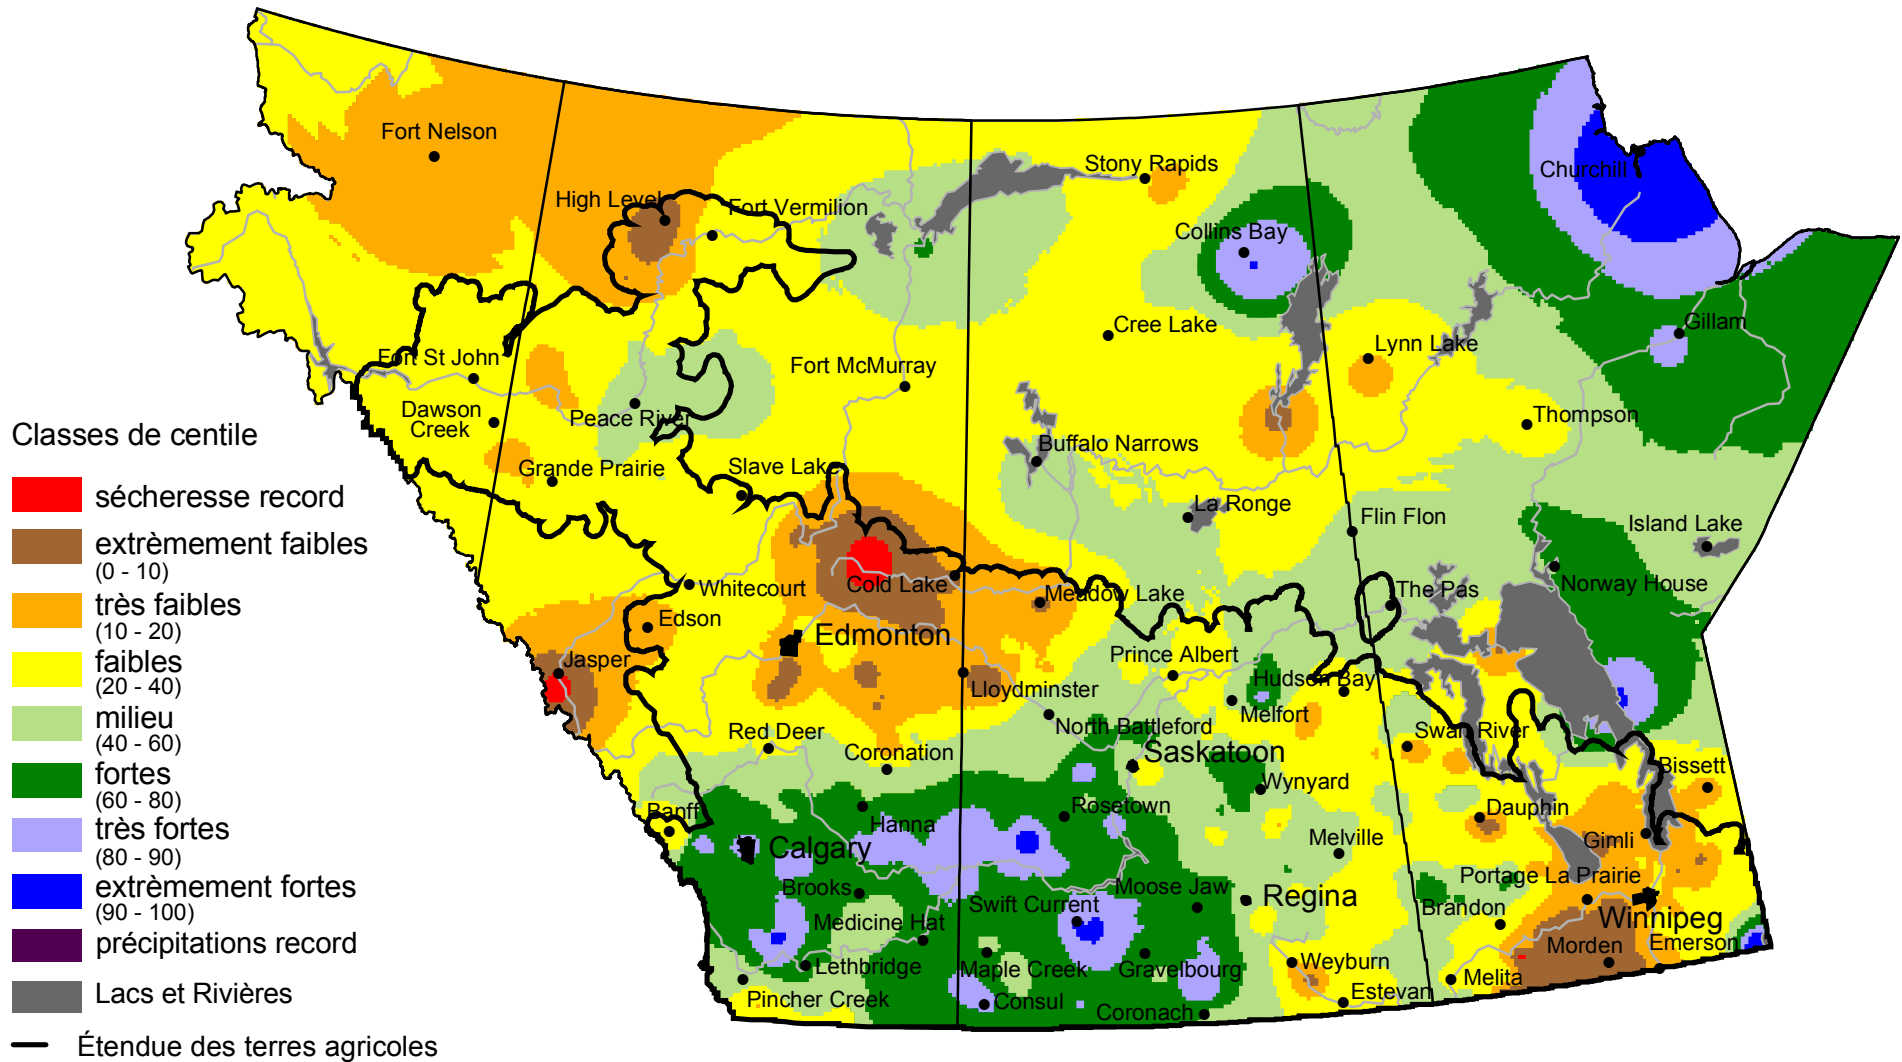 Fort Nelson
High Level
Fort Vermilion
Stony Rapids
Churchill
Collins Bay
Fort St John
Dawson
Creek
Peace River
Fort McMurray
Cree Lake
Lynn Lake
Gillam
Thompson
Grande Prairie
Slave Lake
Buffalo Narrows
La Ronge
Flin Flon
Island Lake
Whitecourt
Cold Lake
Meadow Lake
The Pas
Norway House
Edson
Edmonton
Jasper
Prince Albert
Lloydminster
Hudson Bay
Melfort
North Battleford
Red Deer
Coronation
Saskatoon
Swan River
Wynyard
Bissett
Banff
Hanna
Rosetown
Dauphin
Calgary
Melville
Gimli
Brooks
Moose Jaw
Regina
Portage La Prairie
Medicine Hat
Swift Current
Brandon
Winnipeg
Lethbridge
Maple Creek
Gravelbourg
Weyburn
Morden
Emerson
Pincher Creek
Consul
Coronach
Estevan
Melita
Classes de centile
sécheresse record
extrèmement faibles
(0 - 10)
très faibles
(10 - 20)
faibles
(20 - 40)
milieu
(40 - 60)
fortes
(60 - 80)
très fortes
(80 - 90)
extrèmement fortes
(90 - 100)
précipitations record
Lacs et Rivières
Étendue des terres agricoles